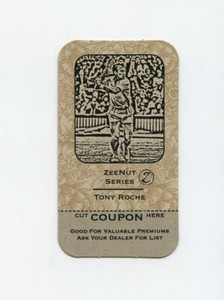 ZEENUT
SERIES Z
TONY ROCHE
CUT COUPON HERE
GOOD FOR VALUABLE PREMIUMS
ASK YOUR DEALER FOR LIST